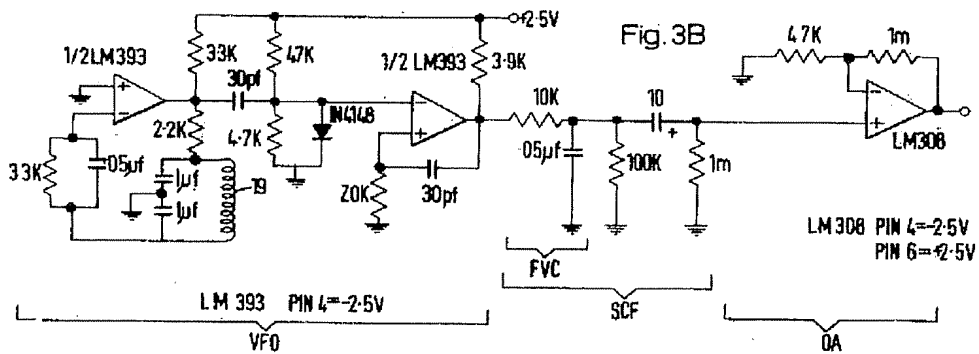 +2.5V
Fig. 3B
33K
47K
1/2 LM393
3.9K
4.7K
1m
1/2 LM393
30pf
IN4148
10K
10
+
LM308
2.2K
4.7K
33K
.05µf
1µf
1µf
19
20K
30pf
.05µf
100K
1m
LM308 PIN 4=-2.5V
PIN 6=+2.5V
FVC
LM 393 PIN 4=-2.5V
SCF
VFO
OA